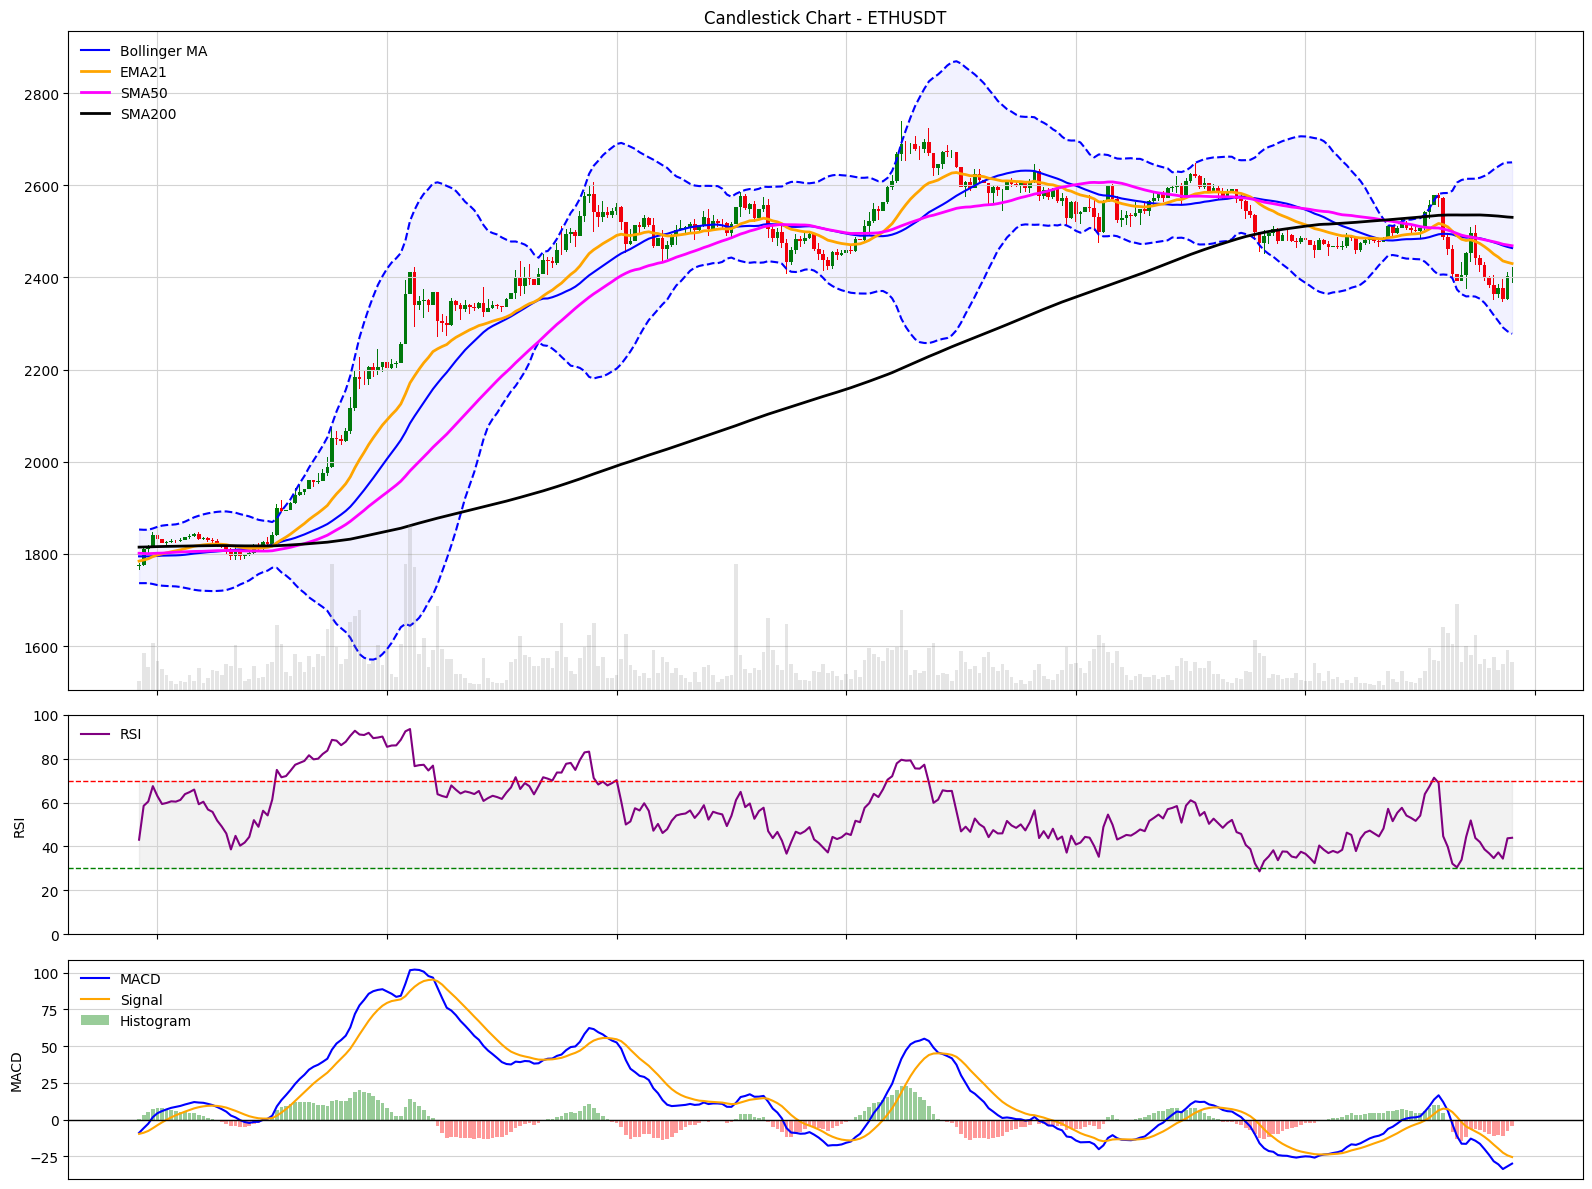 Candlestick Chart - ETHUSDT
Bollinger MA
EMA21
SMA50
SMA200
2800
2600
2400
2200
2000
1800
1600
RSI
100
80
60
40
20
0
RSI
MACD
Signal
Histogram
100
75
50
25
0
−25
MACD